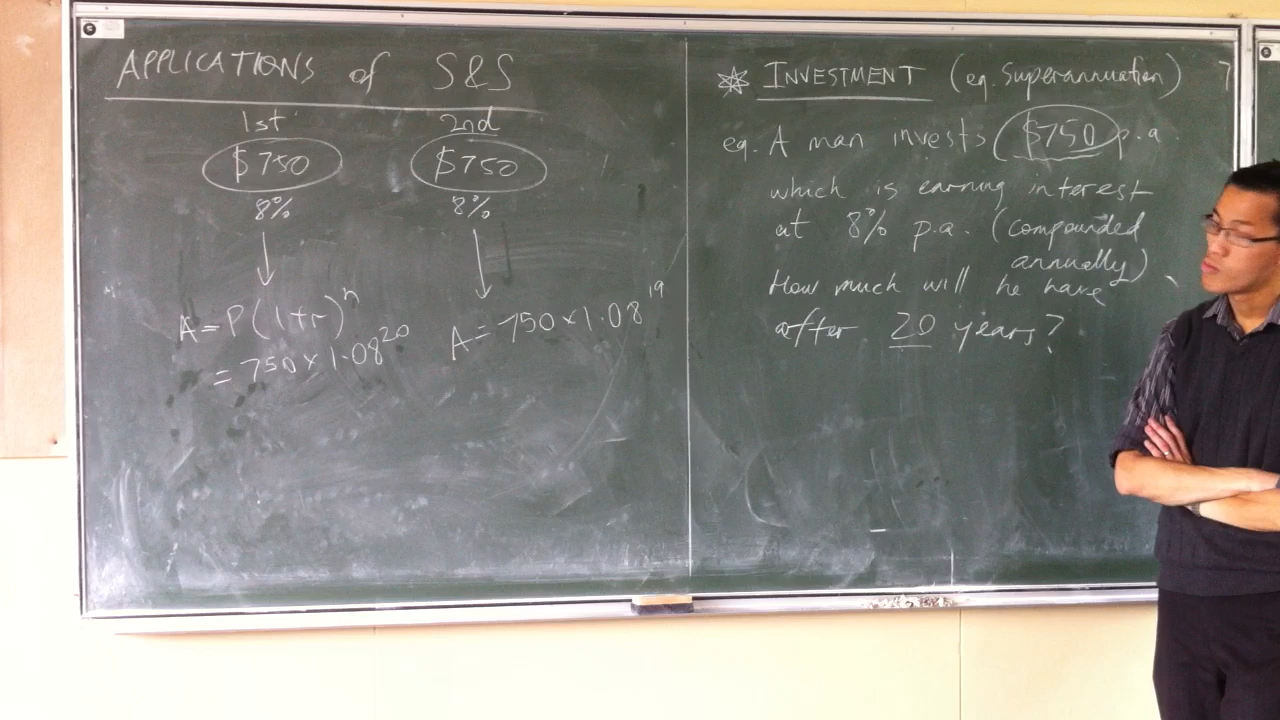 APPLICATIONS of S&S
1st 2nd
$750 $750
8% 8%
A=P(1+r)^n
=750×1.08^20
A=750×1.08^19
INVESTMENT (eg. Superannuation)
eg. A man invests $750 p.a
which is earning interest
at 8% p.a. (compounded
annually)
How much will he have
after 20 years?